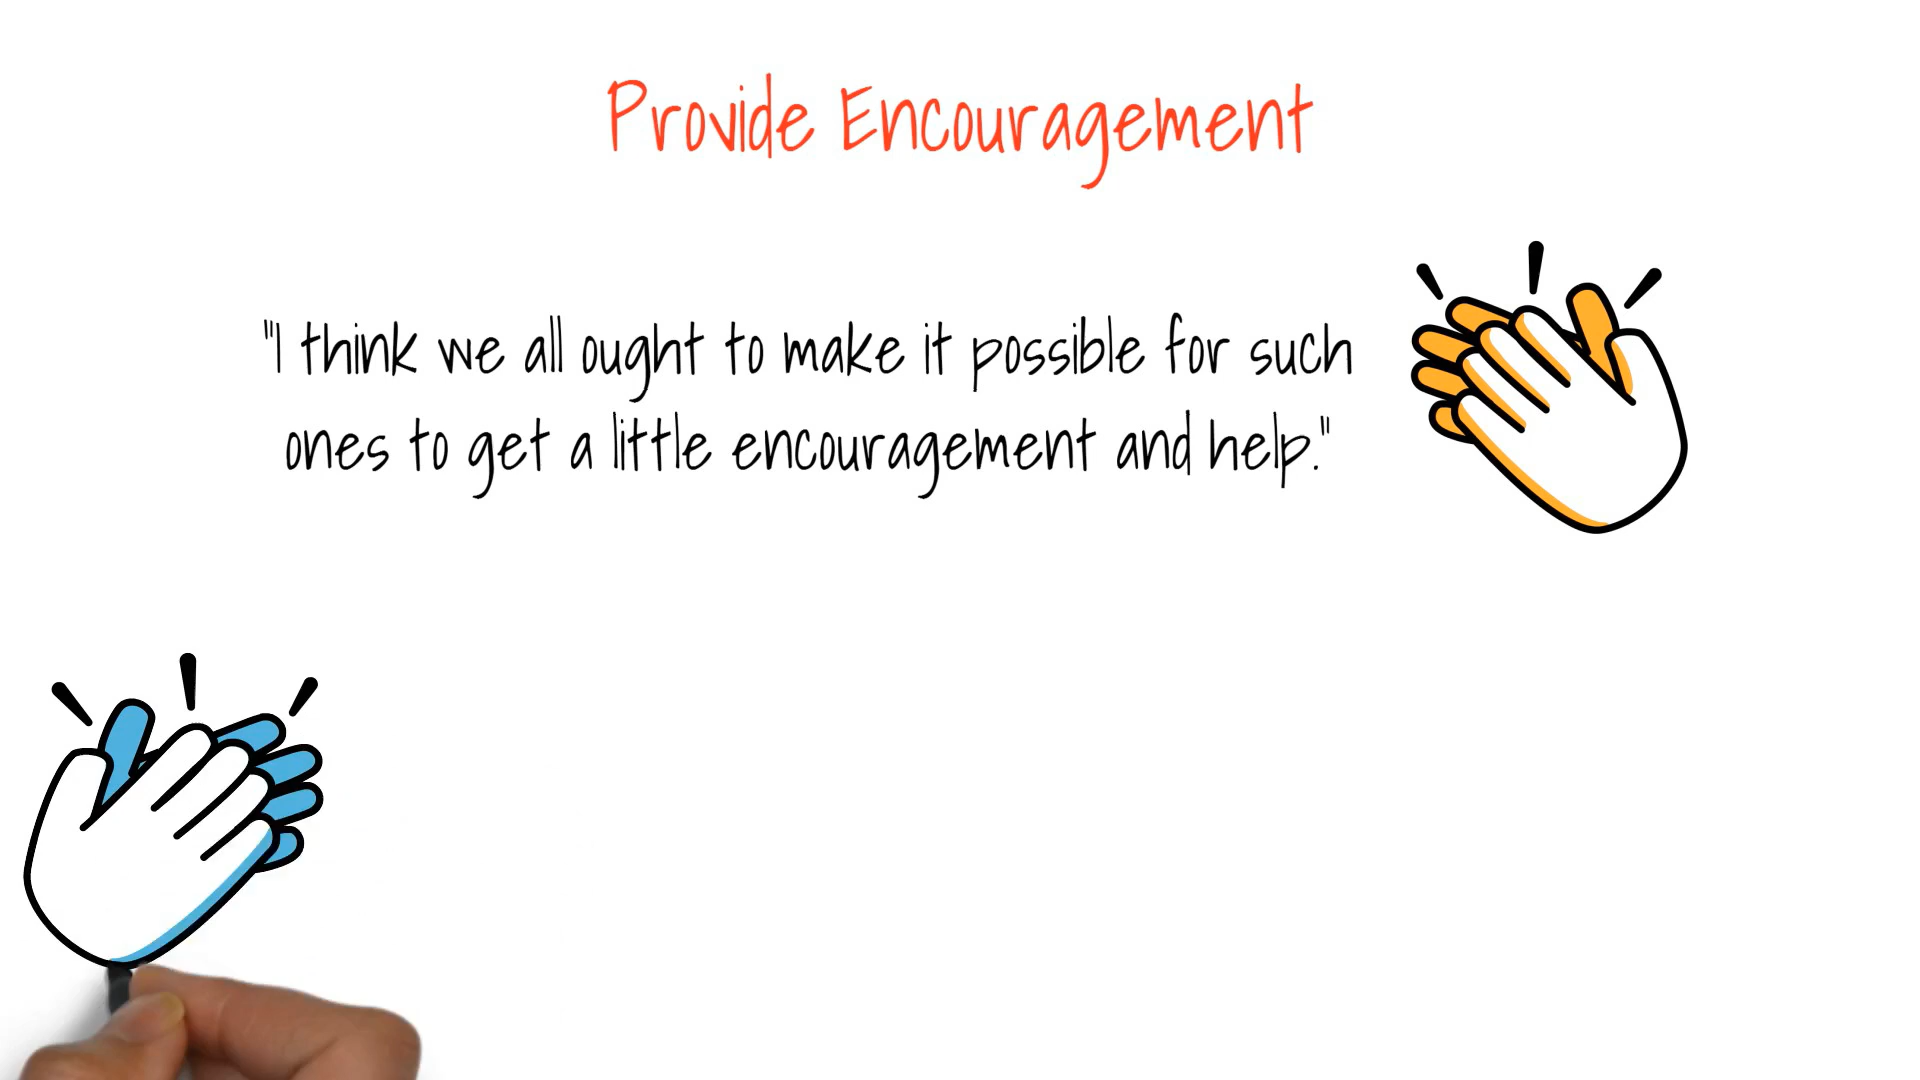 Provide Encouragement
"I think we all ought to make it possible for such
ones to get a little encouragement and help."